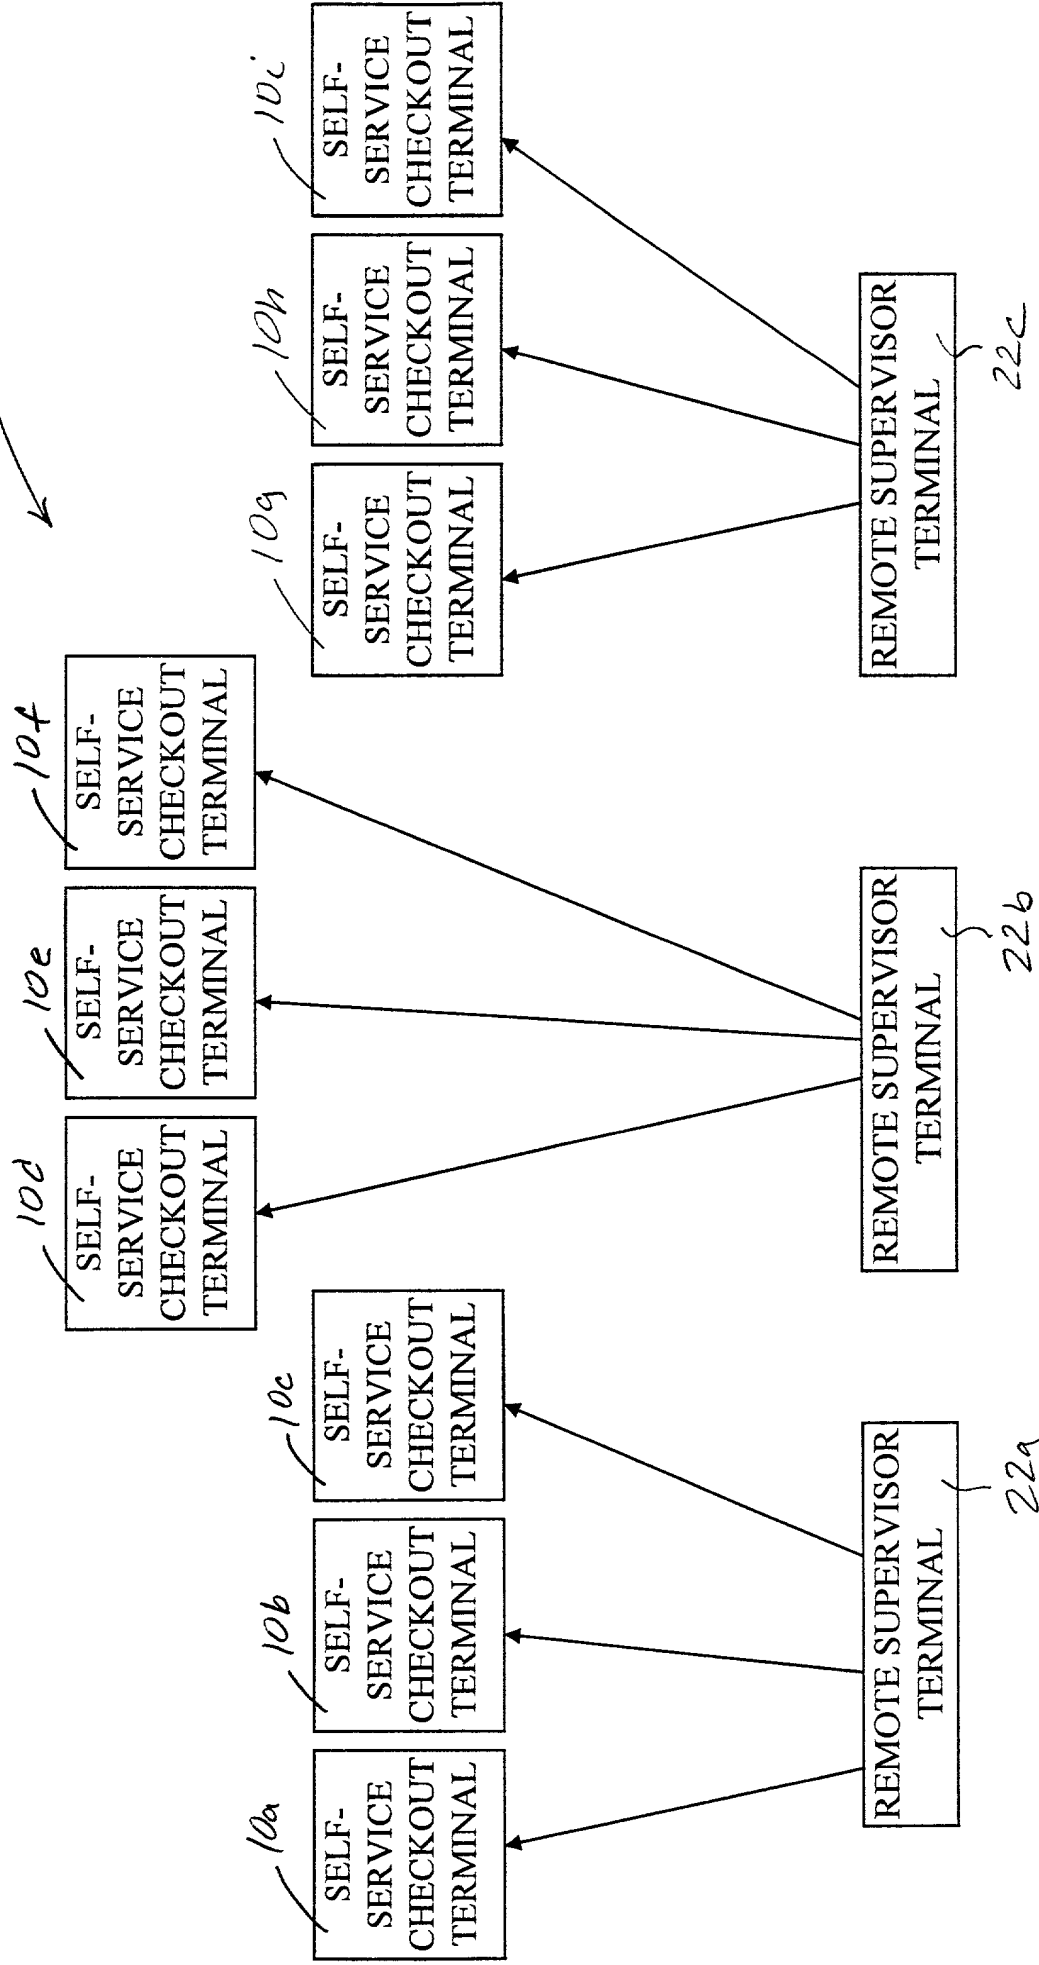 10d
10e
10f
SELF-
SERVICE
CHECKOUT
TERMINAL
SELF-
SERVICE
CHECKOUT
TERMINAL
SELF-
SERVICE
CHECKOUT
TERMINAL
10a
10b
10c
10g
10h
10i
SELF-
SERVICE
CHECKOUT
TERMINAL
SELF-
SERVICE
CHECKOUT
TERMINAL
SELF-
SERVICE
CHECKOUT
TERMINAL
SELF-
SERVICE
CHECKOUT
TERMINAL
SELF-
SERVICE
CHECKOUT
TERMINAL
SELF-
SERVICE
CHECKOUT
TERMINAL
REMOTE SUPERVISOR
TERMINAL
REMOTE SUPERVISOR
TERMINAL
REMOTE SUPERVISOR
TERMINAL
22a
22b
22c